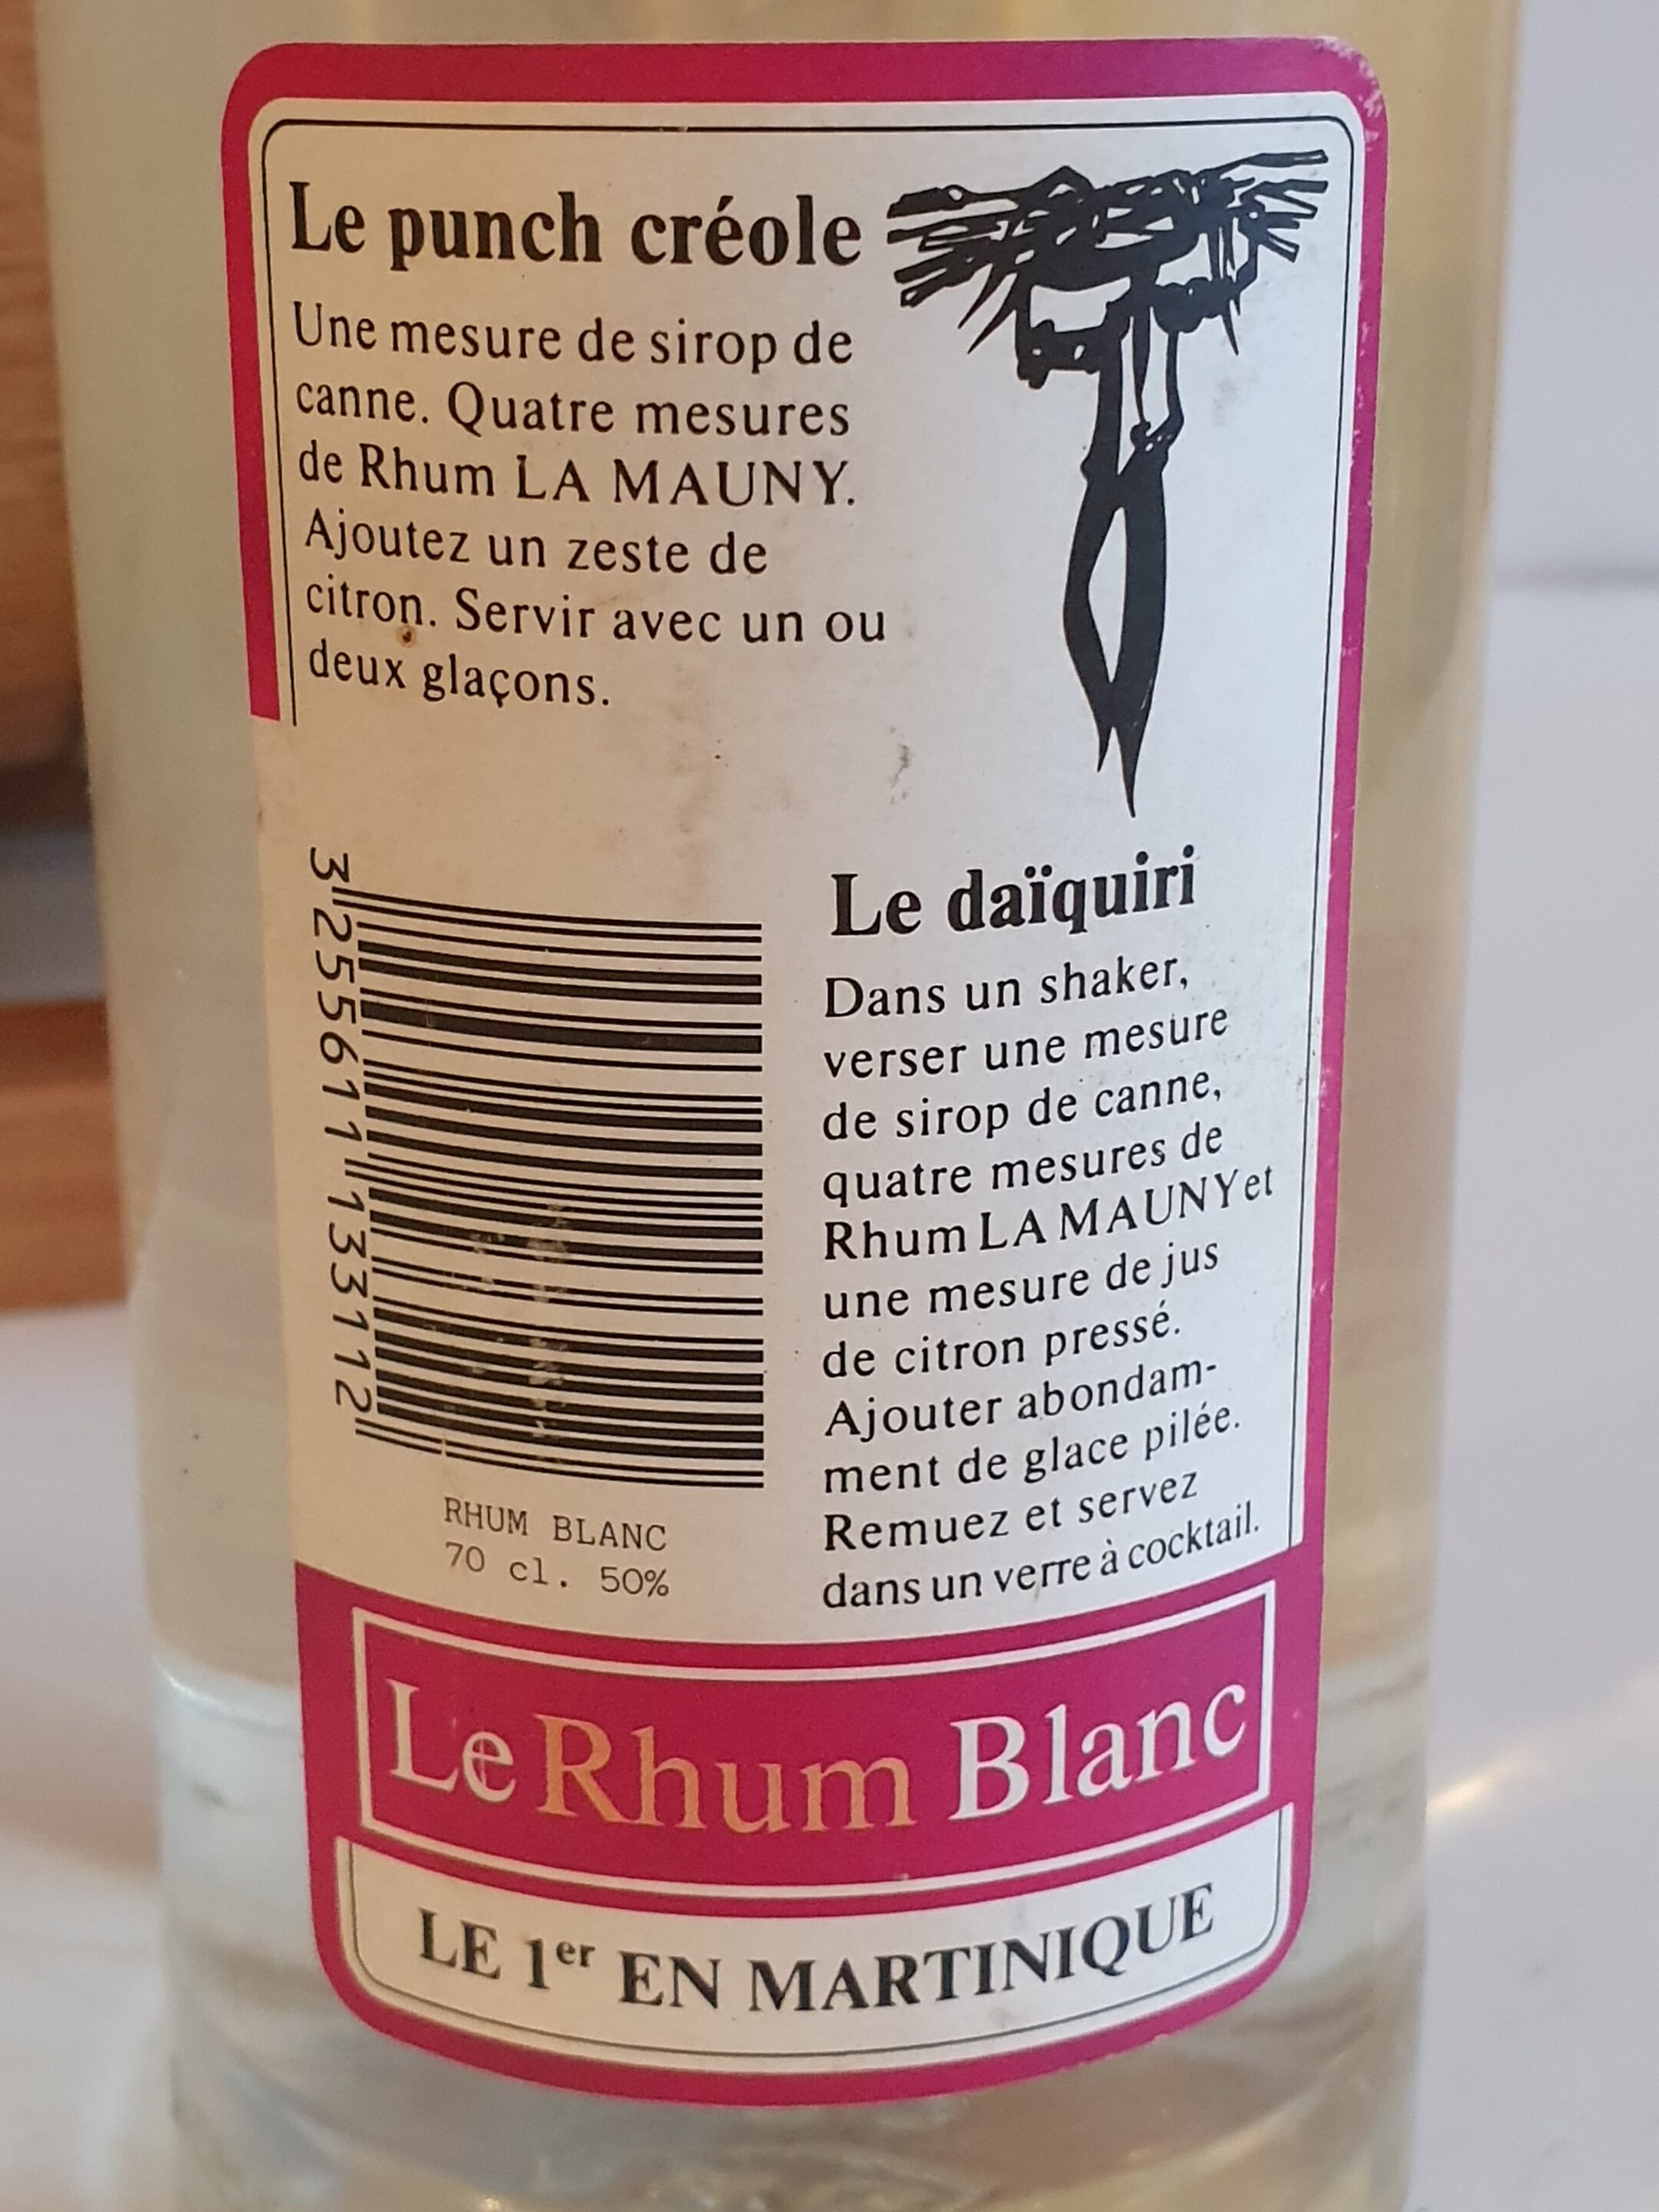 Le punch créole
Une mesure de sirop de
canne. Quatre mesures
de Rhum LA MAUNY.
Ajoutez un zeste de
citron. Servir avec un ou
deux glaçons.
3 255611 133112
RHUM BLANC
70 cl. 50%
Le daïquiri
Dans un shaker,
verser une mesure
de sirop de canne,
quatre mesures de
Rhum LA MAUNY et
une mesure de jus
de citron pressé.
Ajouter abondam-
ment de glace pilée.
Remuez et servez
dans un verre à cocktail.
Le Rhum Blanc
LE 1er EN MARTINIQUE